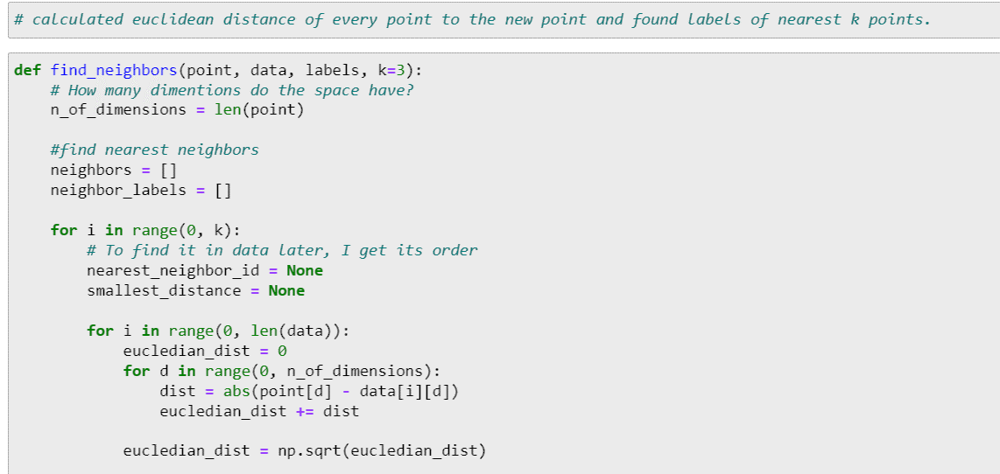 # calculated euclidean distance of every point to the new point and found labels of nearest k points.
def find_neighbors(point, data, labels, k=3):
    # How many dimentions do the space have?
    n_of_dimensions = len(point)
    #find nearest neighbors
    neighbors = []
    neighbor_labels = []
    for i in range(0, k):
        # To find it in data later, I get its order
        nearest_neighbor_id = None
        smallest_distance = None
        for i in range(0, len(data)):
            eucledian_dist = 0
            for d in range(0, n_of_dimensions):
                dist = abs(point[d] - data[i][d])
                eucledian_dist += dist
            eucledian_dist = np.sqrt(eucledian_dist)